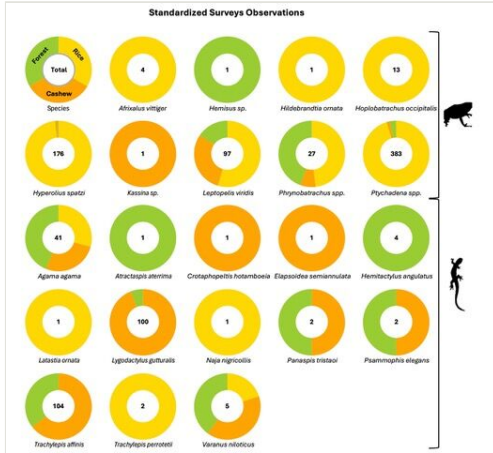 Standardized Surveys Observations
Forest
Rice
Total
Cashew
Species
4
Afrixalus vittiger
1
Hemisus sp.
1
Hildebrandtia ornata
13
Hoplobatrachus occipitalis
176
Hyperolius spatzi
1
Kassina sp.
97
Leptopelis viridis
27
Phrynobatrachus spp.
383
Ptychadena spp.
41
Agama agama
1
Atractaspis aterrima
1
Crotaphopeltis hotamboeia
1
Elapsoidea semiannulata
4
Hemitactylus angulatus
1
Latastia ornata
100
Lygodactylus gutturalis
1
Naja nigricollis
2
Panaspis tristaoi
2
Psammophis elegans
104
Trachylepis affinis
2
Trachylepis perrotetii
5
Varanus niloticus